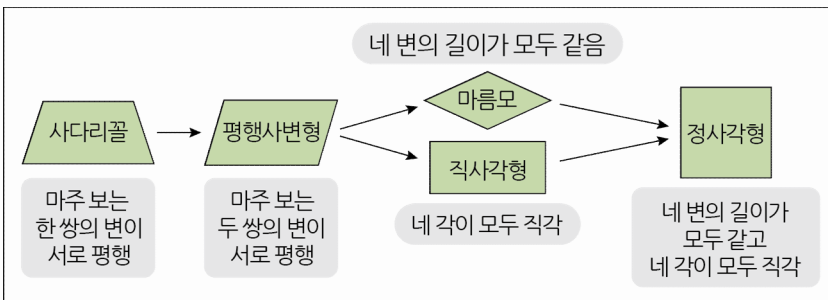 네 변의 길이가 모두 같음
마름모
사다리꼴
평행사변형
정사각형
직사각형
마주 보는
한 쌍의 변이
서로 평행
마주 보는
두 쌍의 변이
서로 평행
네 각이 모두 직각
네 변의 길이가
모두 같고
네 각이 모두 직각